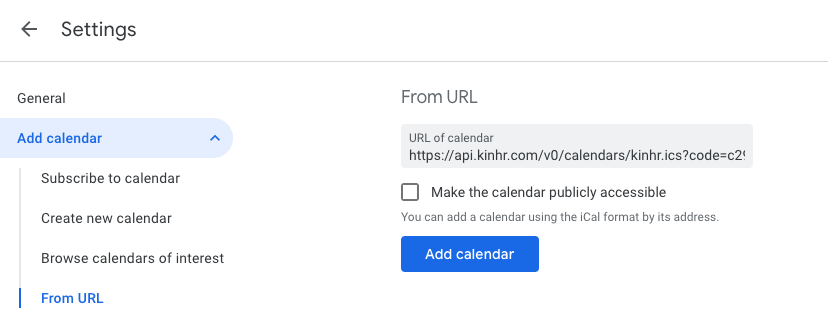 Settings
General
Add calendar
Subscribe to calendar
Create new calendar
Browse calendars of interest
From URL
From URL
URL of calendar
https://api.kinhr.com/v0/calendars/kinhr.ics?code=c29
Make the calendar publicly accessible
You can add a calendar using the iCal format by its address.
Add calendar